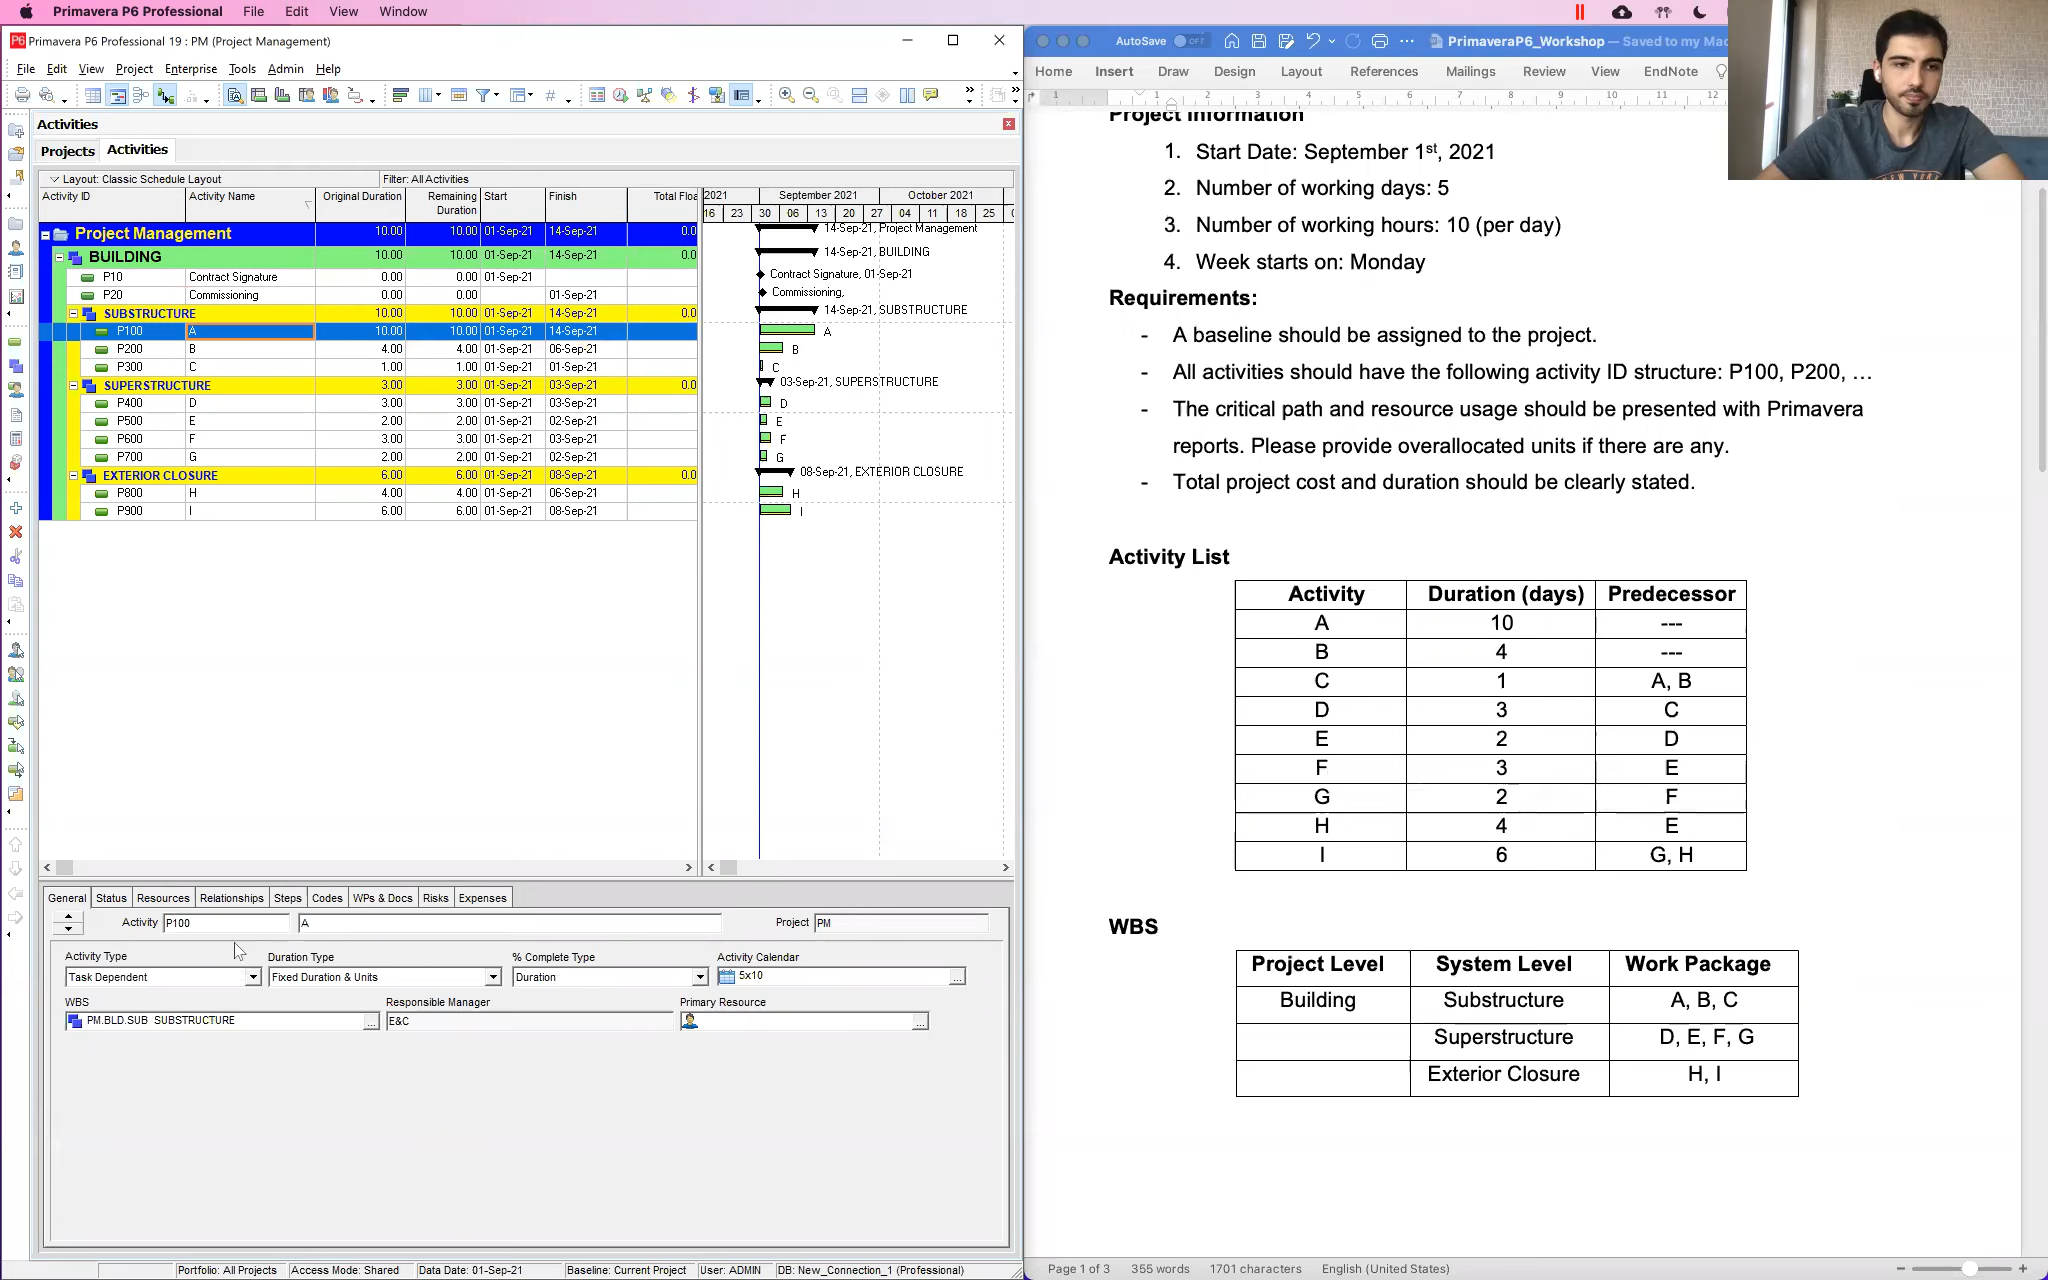 Primavera P6 Professional File Edit View Window
P6 Primavera P6 Professional 19 : PM (Project Management)
File Edit View Project Enterprise Tools Admin Help
Activities
Projects Activities
Layout: Classic Schedule Layout Filter: All Activities
Activity ID Activity Name Original Duration Remaining Duration Start Finish Total Floa
2021 September 2021 October 2021
16 23 30 06 13 20 27 04 11 18 25
Project Management 10.00 10.00 01-Sep-21 14-Sep-21 0.0 14-Sep-21, Project Management
BUILDING 10.00 10.00 01-Sep-21 14-Sep-21 0.0 14-Sep-21, BUILDING
P10 Contract Signature 0.00 0.00 01-Sep-21 Contract Signature, 01-Sep-21
P20 Commissioning 0.00 0.00 01-Sep-21 Commissioning,
SUBSTRUCTURE 10.00 10.00 01-Sep-21 14-Sep-21 0.0 14-Sep-21, SUBSTRUCTURE
P100 A 10.00 10.00 01-Sep-21 14-Sep-21 A
P200 B 4.00 4.00 01-Sep-21 06-Sep-21 B
P300 C 1.00 1.00 01-Sep-21 01-Sep-21 C
SUPERSTRUCTURE 3.00 3.00 01-Sep-21 03-Sep-21 0.0 03-Sep-21, SUPERSTRUCTURE
P400 D 3.00 3.00 01-Sep-21 03-Sep-21 D
P500 E 2.00 2.00 01-Sep-21 02-Sep-21 E
P600 F 3.00 3.00 01-Sep-21 03-Sep-21 F
P700 G 2.00 2.00 01-Sep-21 02-Sep-21 G
EXTERIOR CLOSURE 6.00 6.00 01-Sep-21 08-Sep-21 0.0 08-Sep-21, EXTERIOR CLOSURE
P800 H 4.00 4.00 01-Sep-21 06-Sep-21 H
P900 I 6.00 6.00 01-Sep-21 08-Sep-21 I
General Status Resources Relationships Steps Codes WPs & Docs Risks Expenses
Activity P100 A Project PM
Activity Type Duration Type % Complete Type Activity Calendar
Task Dependent Fixed Duration & Units Duration 5x10
WBS Responsible Manager Primary Resource
PM.BLD.SUB SUBSTRUCTURE E&C
Portfolio: All Projects Access Mode: Shared Data Date: 01-Sep-21 Baseline: Current Project User: ADMIN DB: New_Connection_1 (Professional)
AutoSave OFF PrimaveraP6_Workshop — Saved to my Mac
Home Insert Draw Design Layout References Mailings Review View EndNote
1 1 2 3 4 5 6 7 8 9 10 11 12
Project Information
1. Start Date: September 1st, 2021
2. Number of working days: 5
3. Number of working hours: 10 (per day)
4. Week starts on: Monday
Requirements:
- A baseline should be assigned to the project.
- All activities should have the following activity ID structure: P100, P200, …
- The critical path and resource usage should be presented with Primavera
reports. Please provide overallocated units if there are any.
- Total project cost and duration should be clearly stated.
Activity List
Activity Duration (days) Predecessor
A 10 ---
B 4 ---
C 1 A, B
D 3 C
E 2 D
F 3 E
G 2 F
H 4 E
I 6 G, H
WBS
Project Level System Level Work Package
Building Substructure A, B, C
Superstructure D, E, F, G
Exterior Closure H, I
Page 1 of 3 355 words 1701 characters English (United States)